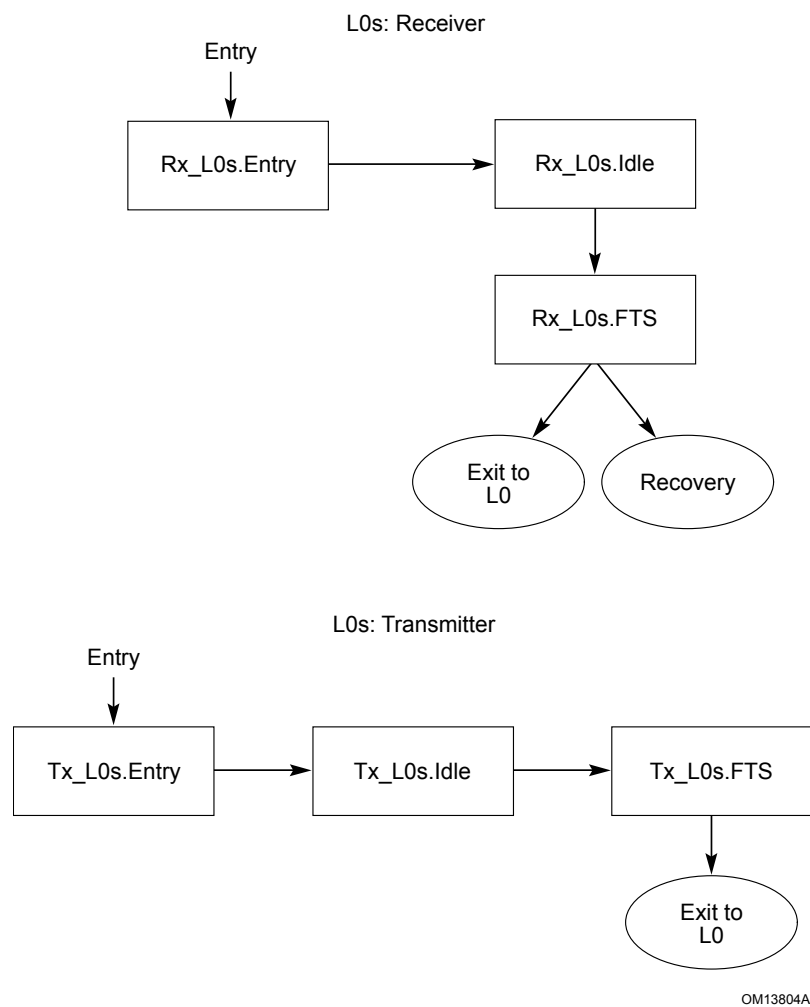 L0s: Receiver
Entry
Rx_L0s.Entry
Rx_L0s.Idle
Rx_L0s.FTS
Exit to
L0
Recovery
L0s: Transmitter
Entry
Tx_L0s.Entry
Tx_L0s.Idle
Tx_L0s.FTS
Exit to
L0
OM13804A